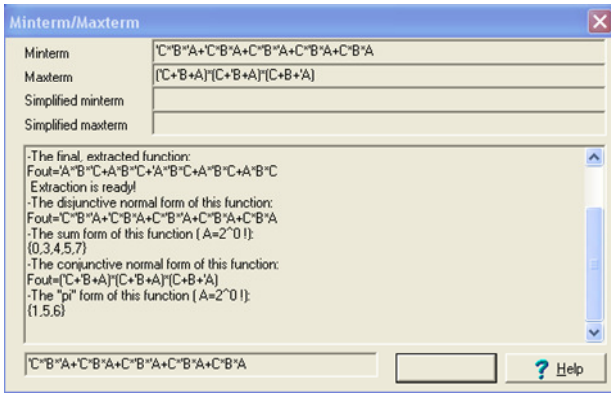 Minterm/Maxterm
Minterm 'C*'B*'A+'C*B*A+C*'B*'A+C*'B*A+C*B*A
Maxterm ('C+'B+A)*(C+'B+A)*(C+B+'A)
Simplified minterm
Simplified maxterm
-The final, extracted function:
Fout='A*'B*'C+A*B*'C+'A*'B*C+A*'B*C+A*B*C
Extraction is ready!
-The disjunctive normal form of this function:
Fout='C*'B*'A+'C*B*A+C*'B*'A+C*'B*A+C*B*A
-The sum form of this function ( A=2^0 !):
{0,3,4,5,7}
-The conjunctive normal form of this function:
Fout=('C+'B+A)*(C+'B+A)*(C+B+'A)
-The "pi" form of this function ( A=2^0 !):
{1,5,6}
'C*'B*'A+'C*B*A+C*'B*'A+C*'B*A+C*B*A
? Help